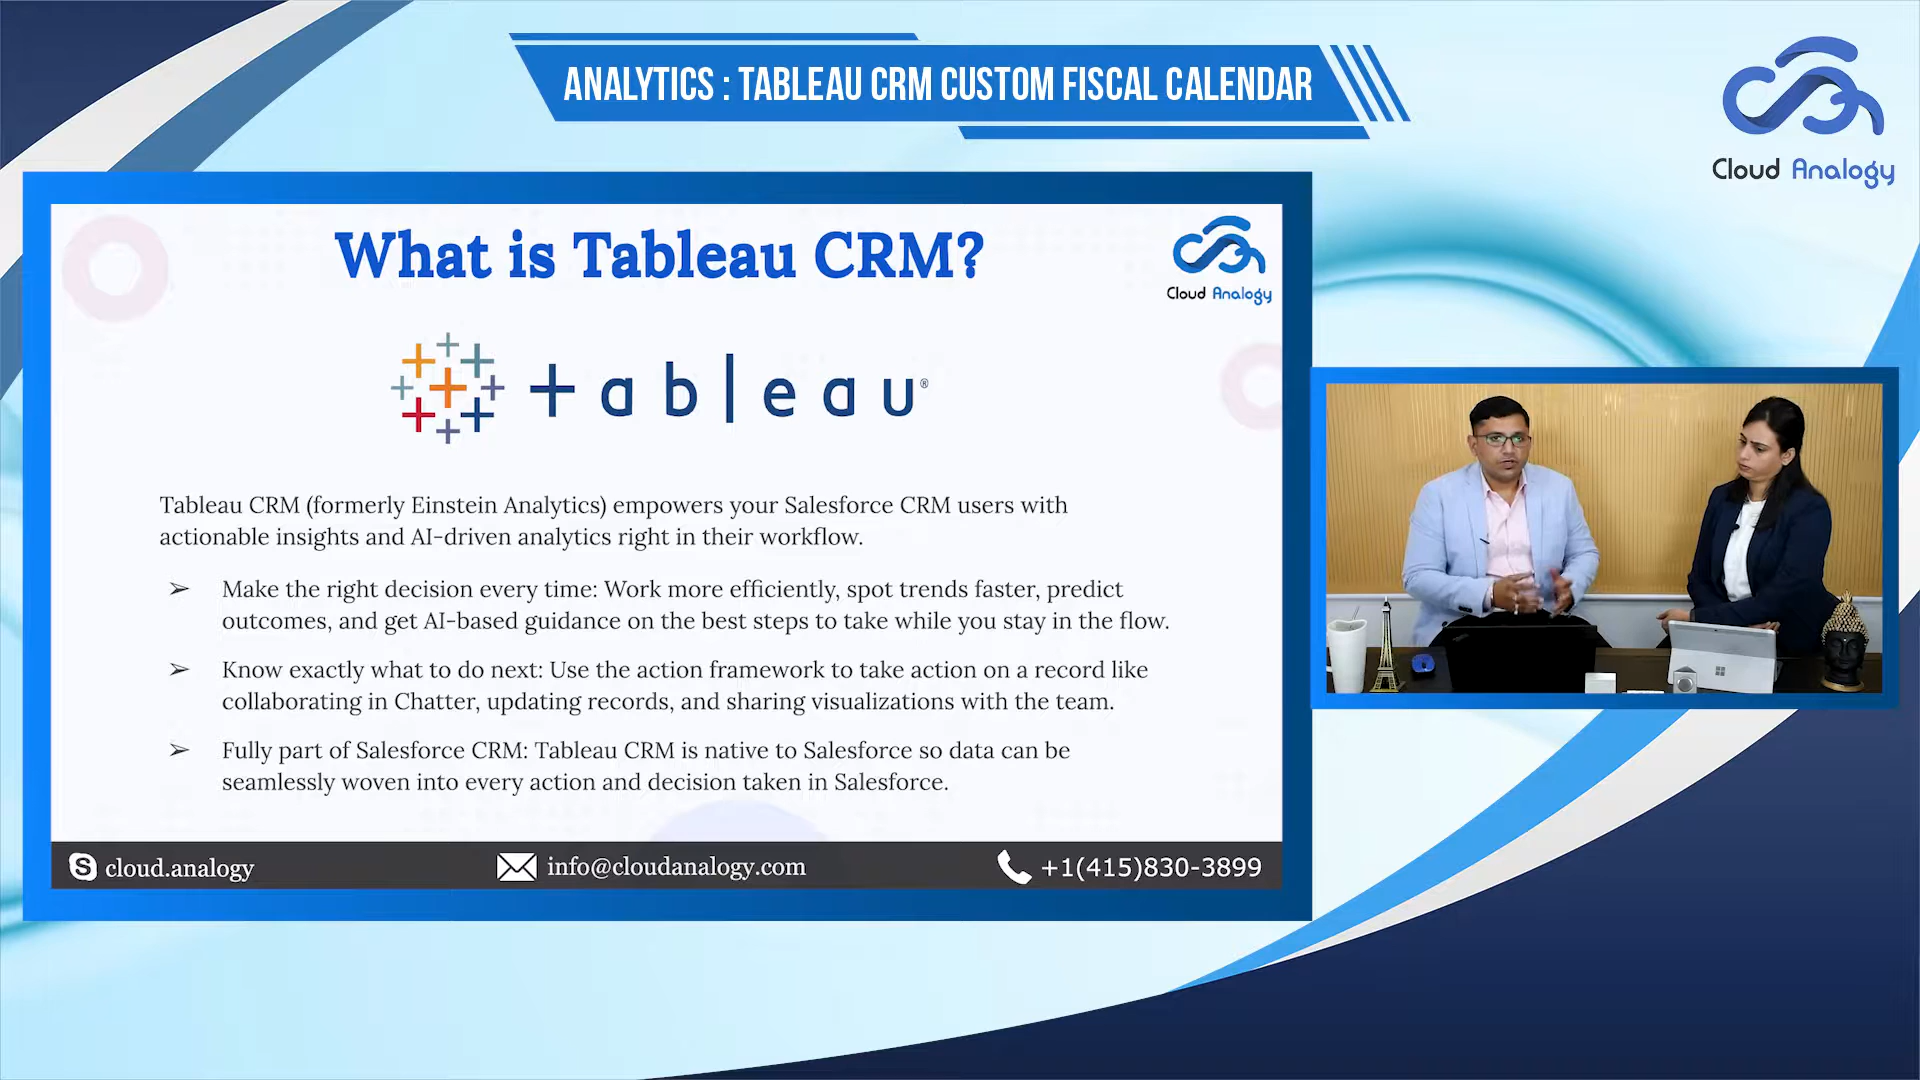 ANALYTICS : TABLEAU CRM CUSTOM FISCAL CALENDAR
Cloud Analogy
What is Tableau CRM?
Cloud Analogy
+ a b l e a u®
Tableau CRM (formerly Einstein Analytics) empowers your Salesforce CRM users with
actionable insights and AI-driven analytics right in their workflow.
➢ Make the right decision every time: Work more efficiently, spot trends faster, predict
outcomes, and get AI-based guidance on the best steps to take while you stay in the flow.
➢ Know exactly what to do next: Use the action framework to take action on a record like
collaborating in Chatter, updating records, and sharing visualizations with the team.
➢ Fully part of Salesforce CRM: Tableau CRM is native to Salesforce so data can be
seamlessly woven into every action and decision taken in Salesforce.
cloud.analogy
info@cloudanalogy.com
+1(415)830-3899